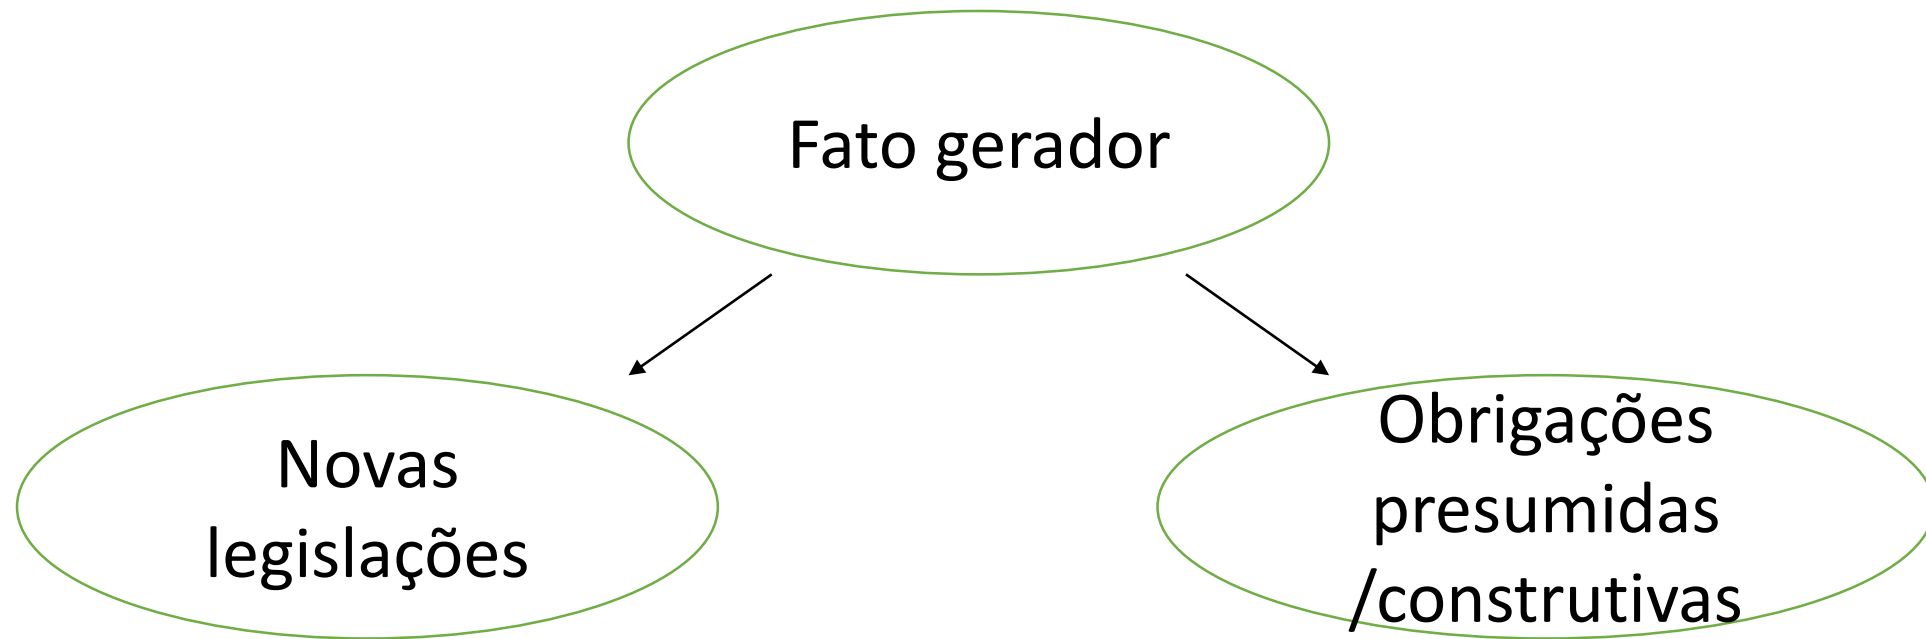 Fato gerador
Novas
legislações
Obrigações
presumidas
/construtivas